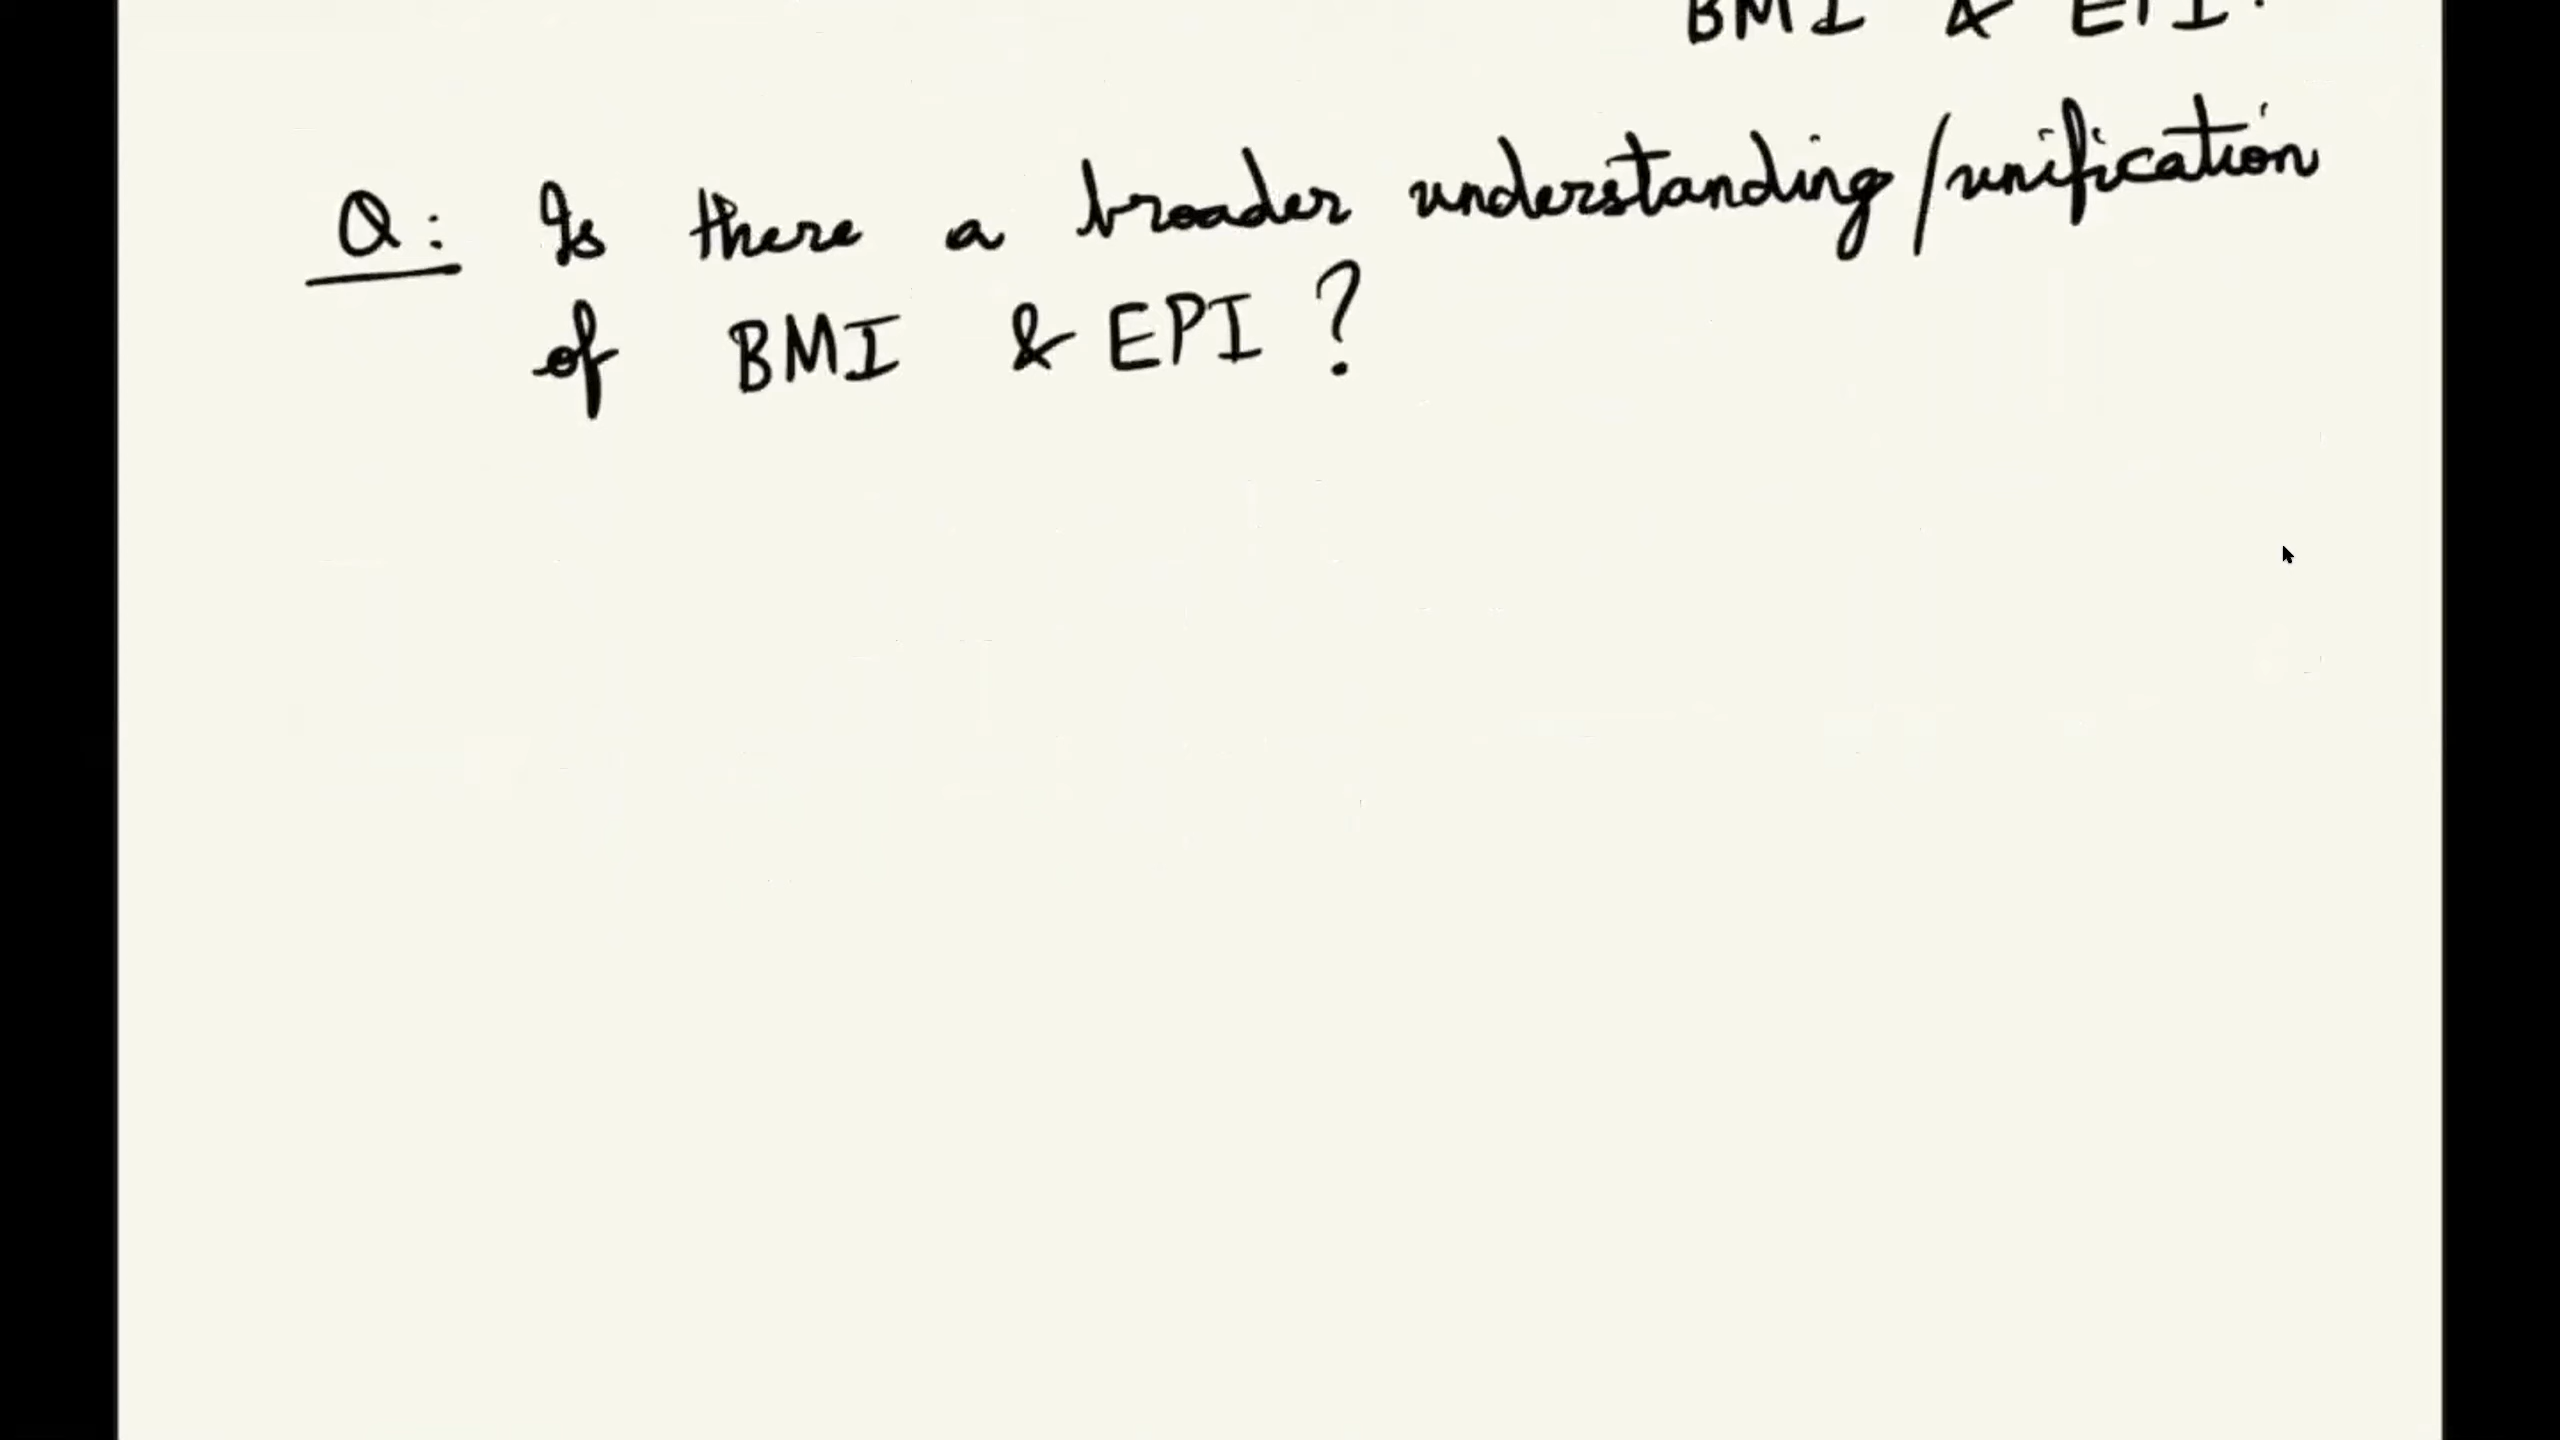 BMI & EPI?
Q: Is there a broader understanding/unification
of BMI & EPI?